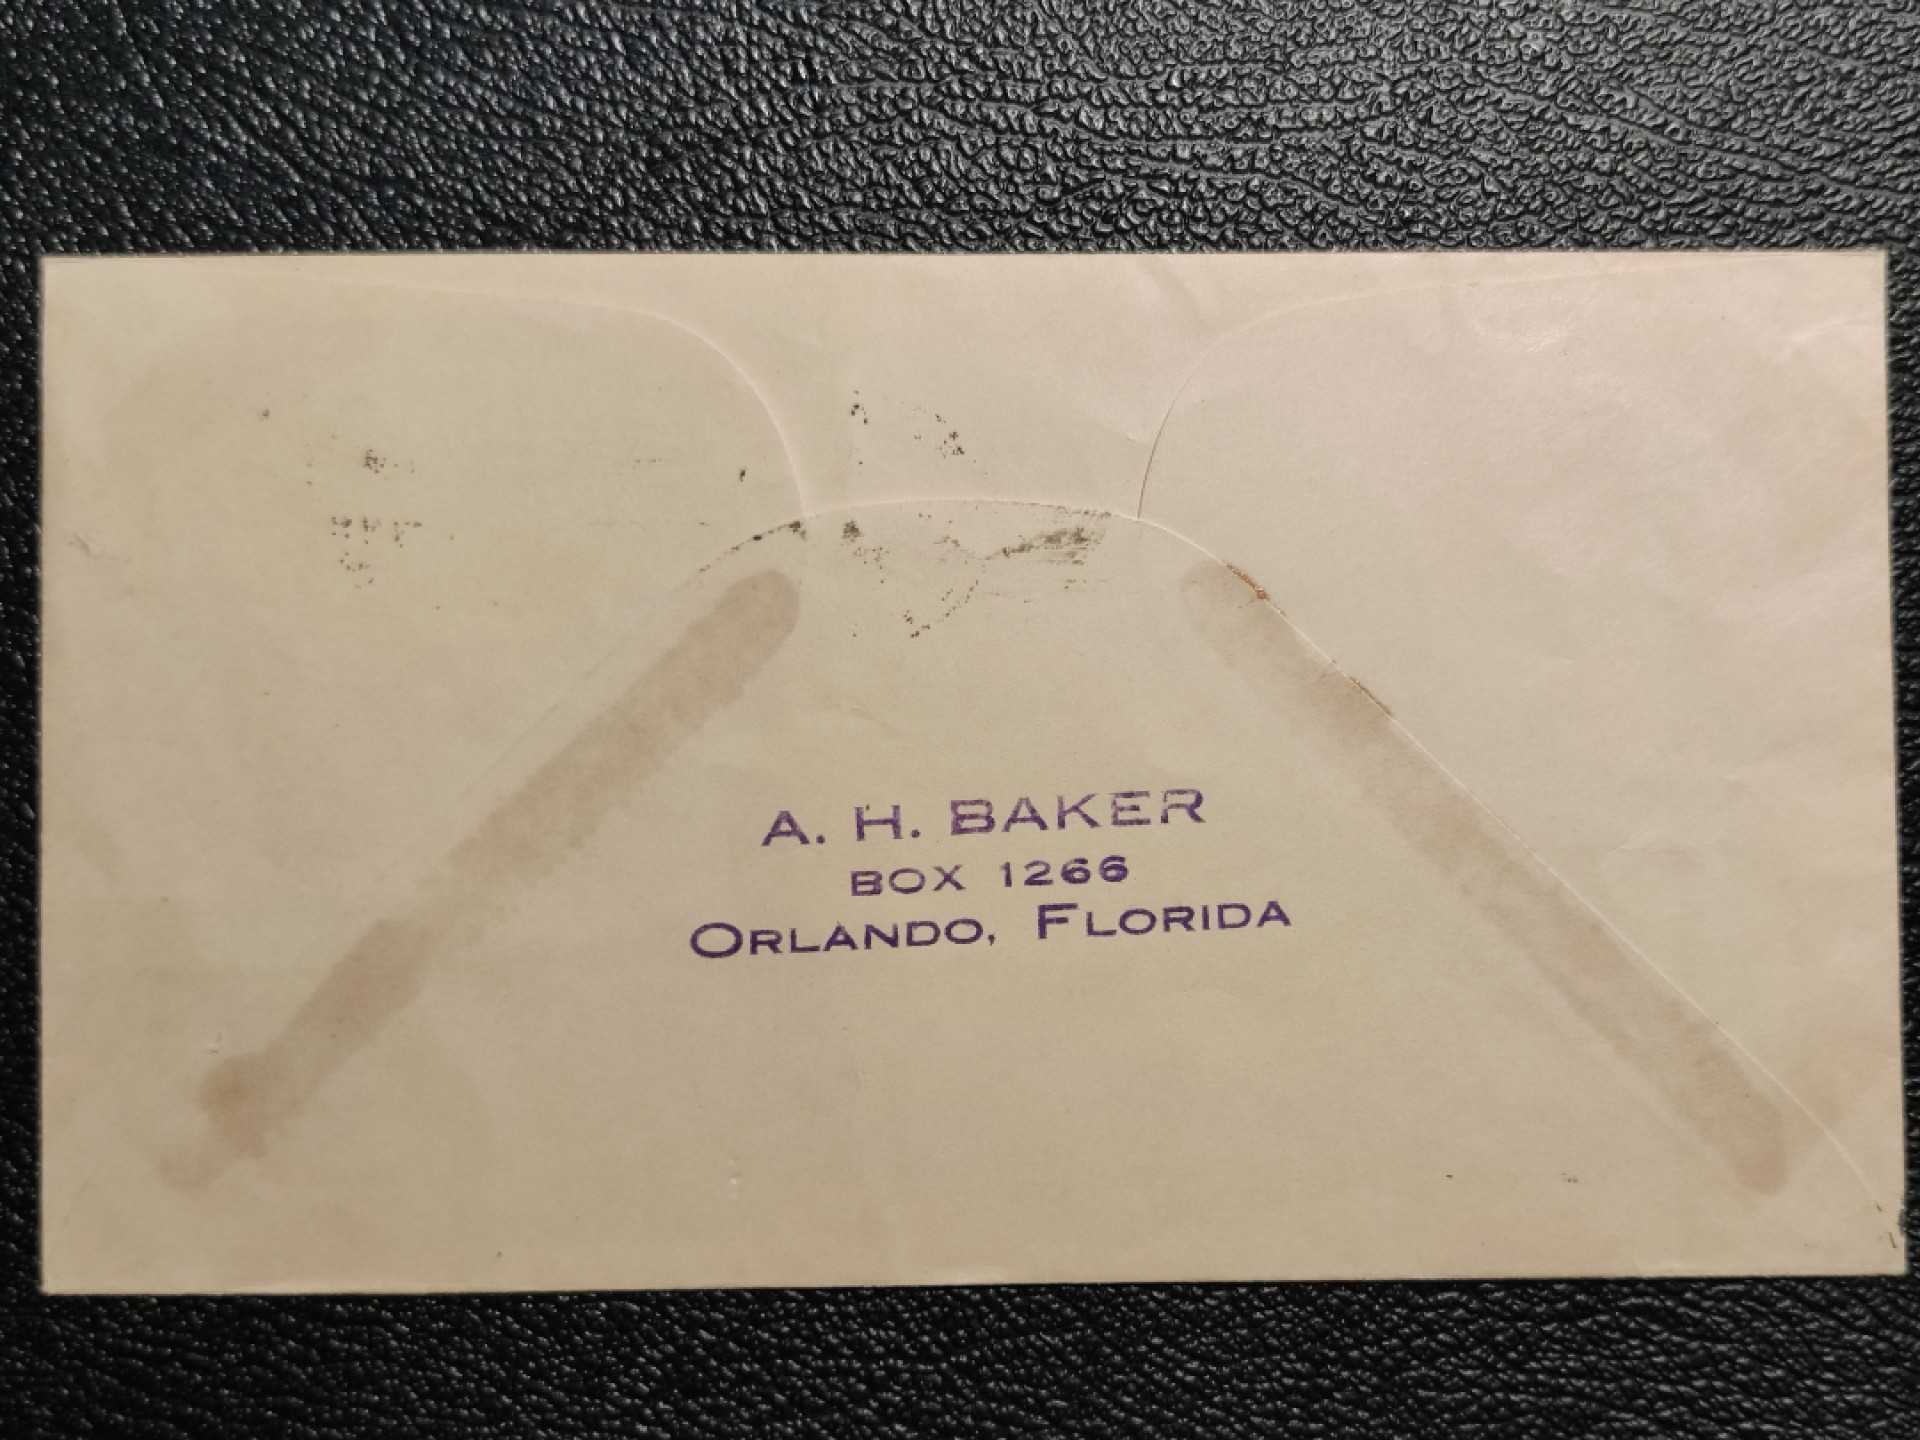 A. H. BAKER
BOX 1266
ORLANDO, FLORIDA